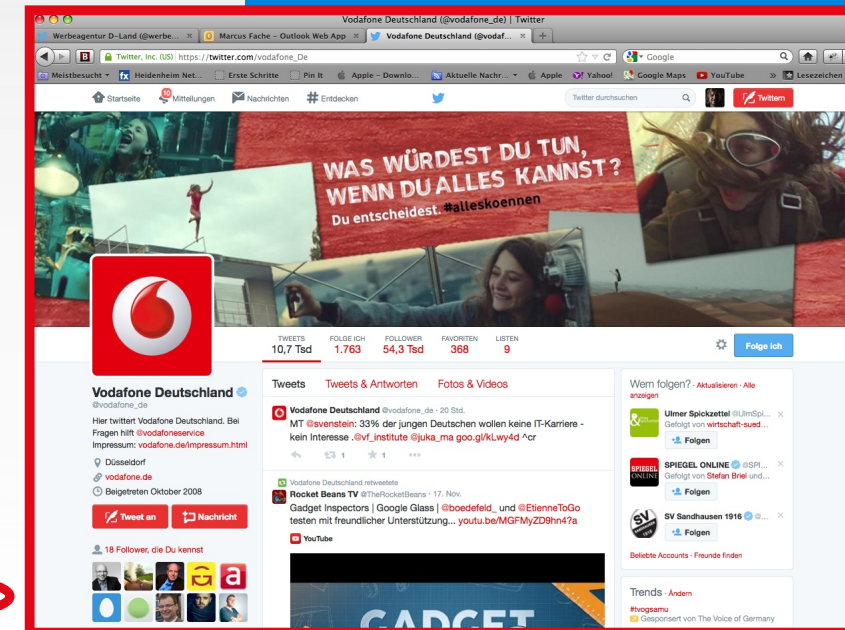 Vodafone Deutschland (@vodafone_de) | Twitter
Werbeagentur D-Land (@werbe...
Marcus Fache – Outlook Web App
Vodafone Deutschland (@vodaf...
Twitter, Inc. (US)
https://twitter.com/vodafone_De
Google
Meistbesucht
Heidenheim Net...
Erste Schritte
Pin It
Apple – Downlo...
Aktuelle Nachr...
Apple
Yahoo!
Google Maps
YouTube
Lesezeichen
Startseite
10
Mitteilungen
Nachrichten
# Entdecken
Twitter durchsuchen
Twittern
WAS WÜRDEST DU TUN,
WENN DU ALLES KANNST?
Du entscheidest. #alleskoennen
TWEETS FOLGE ICH FOLLOWER FAVORITEN LISTEN
10,7 Tsd 1.763 54,3 Tsd 368 9
Folge ich
Vodafone Deutschland
@vodafone_de
Hier twittert Vodafone Deutschland. Bei
Fragen hilft @vodafoneservice
Impressum: vodafone.de/impressum.html
Düsseldorf
vodafone.de
Beigetreten Oktober 2008
Tweet an
Nachricht
18 Follower, die Du kennst
a
Tweets Tweets & Antworten Fotos & Videos
Vodafone Deutschland @vodafone_de · 20 Std.
MT @svenstein: 33% der jungen Deutschen wollen keine IT-Karriere -
kein Interesse .@vf_institute @juka_ma goo.gl/kLwy4d ^cr
1 1
Vodafone Deutschland retweetete
Rocket Beans TV @TheRocketBeans · 17. Nov.
Gadget Inspectors | Google Glass | @boedefeld_ und @EtienneToGo
testen mit freundlicher Unterstützung... youtu.be/MGFMyZD9hn4?a
YouTube
GADGET
Wem folgen? · Aktualisieren · Alle
anzeigen
Ulmer Spickzettel @UlmSpi...
Gefolgt von wirtschaft-sued...
Folgen
SPIEGEL
ONLINE
SPIEGEL ONLINE @SPI...
Gefolgt von Stefan Briel und...
Folgen
SV
1916
SV Sandhausen 1916 @...
Folgen
Beliebte Accounts · Freunde finden
Trends · Ändern
#tvogsamu
Gesponsert von The Voice of Germany